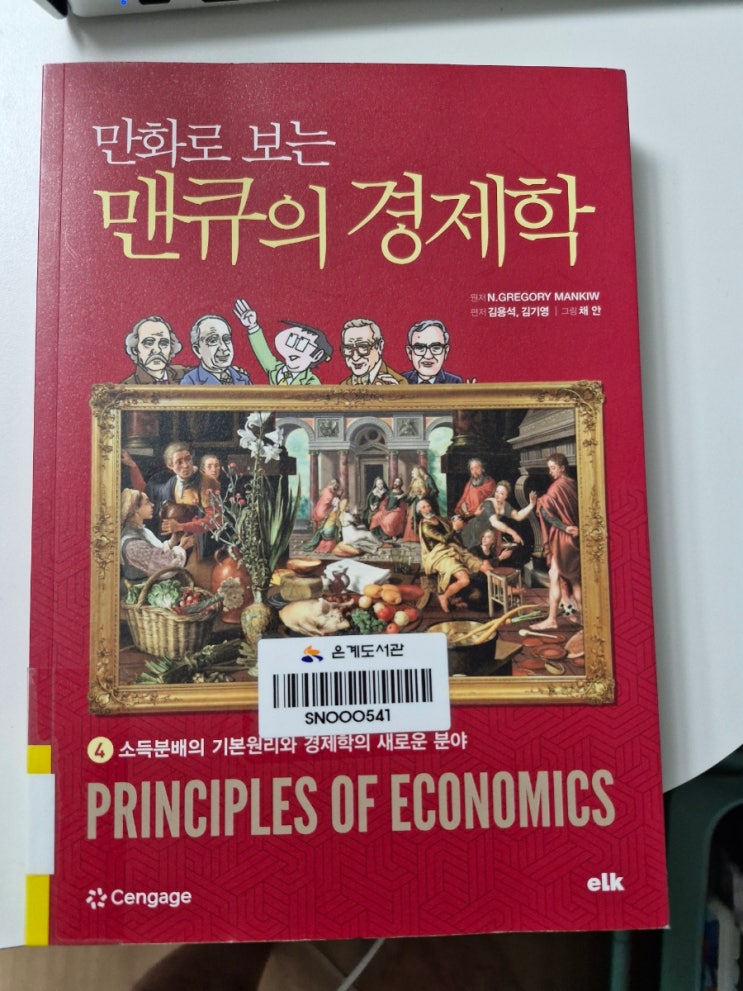 만화로 보는
맨큐의 경제학
원저 N.GREGORY MANKIW
편저 김용석, 김기영 | 그림 채 안
은계도서관
SN0000541
4 소득분배의 기본원리와 경제학의 새로운 분야
PRINCIPLES OF ECONOMICS
Cengage
elk